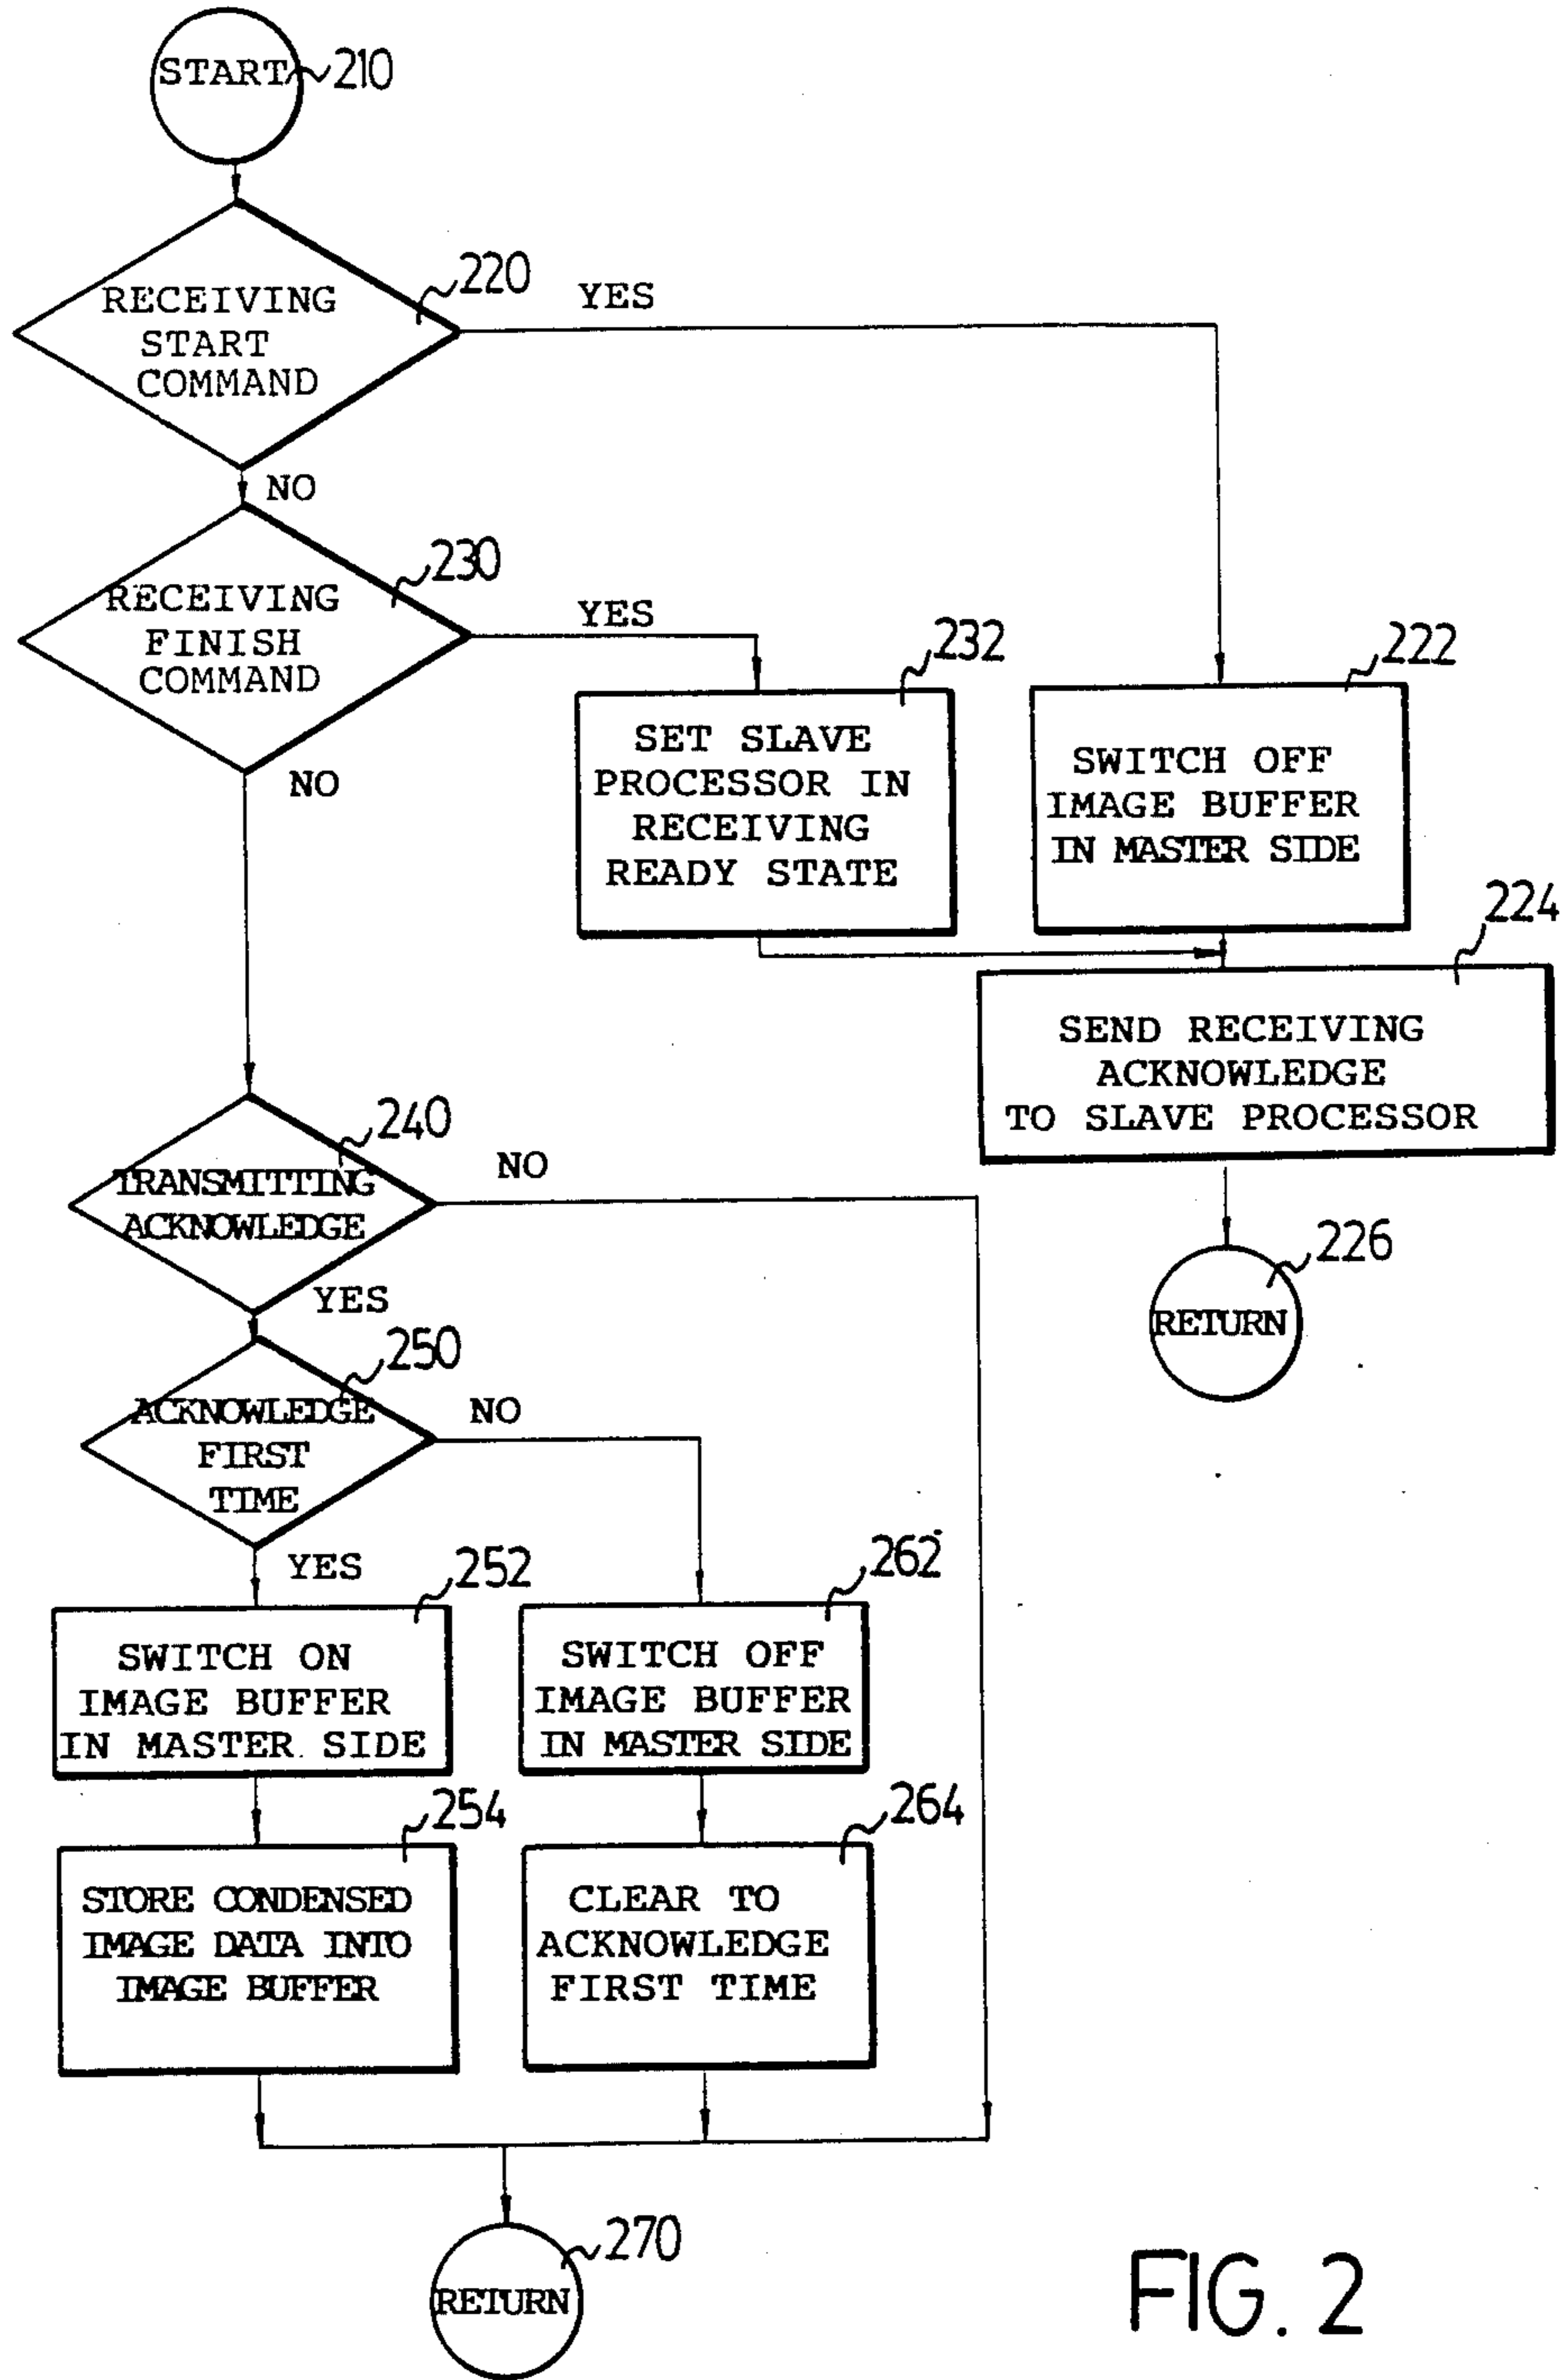 START
210
RECEIVING
START
COMMAND
220
YES
NO
RECEIVING
FINISH
COMMAND
230
YES
NO
SET SLAVE
PROCESSOR IN
RECEIVING
READY STATE
232
SWITCH OFF
IMAGE BUFFER
IN MASTER SIDE
222
SEND RECEIVING
ACKNOWLEDGE
TO SLAVE PROCESSOR
224
RETURN
226
TRANSMITTING
ACKNOWLEDGE
240
NO
YES
ACKNOWLEDGE
FIRST
TIME
250
NO
YES
SWITCH ON
IMAGE BUFFER
IN MASTER SIDE
252
SWITCH OFF
IMAGE BUFFER
IN MASTER SIDE
262
STORE CONDENSED
IMAGE DATA INTO
IMAGE BUFFER
254
CLEAR TO
ACKNOWLEDGE
FIRST TIME
264
RETURN
270
FIG. 2